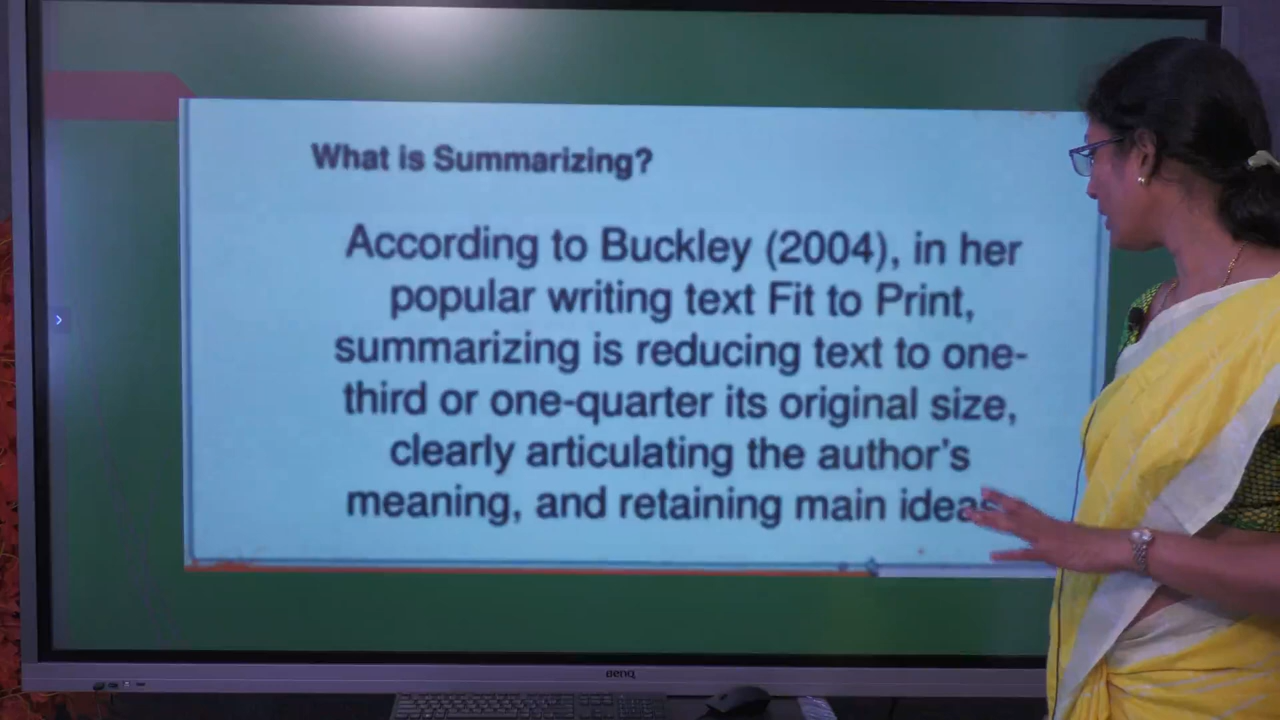 What is Summarizing?
According to Buckley (2004), in her
popular writing text Fit to Print,
summarizing is reducing text to one-
third or one-quarter its original size,
clearly articulating the author's
meaning, and retaining main ideas
BenQ